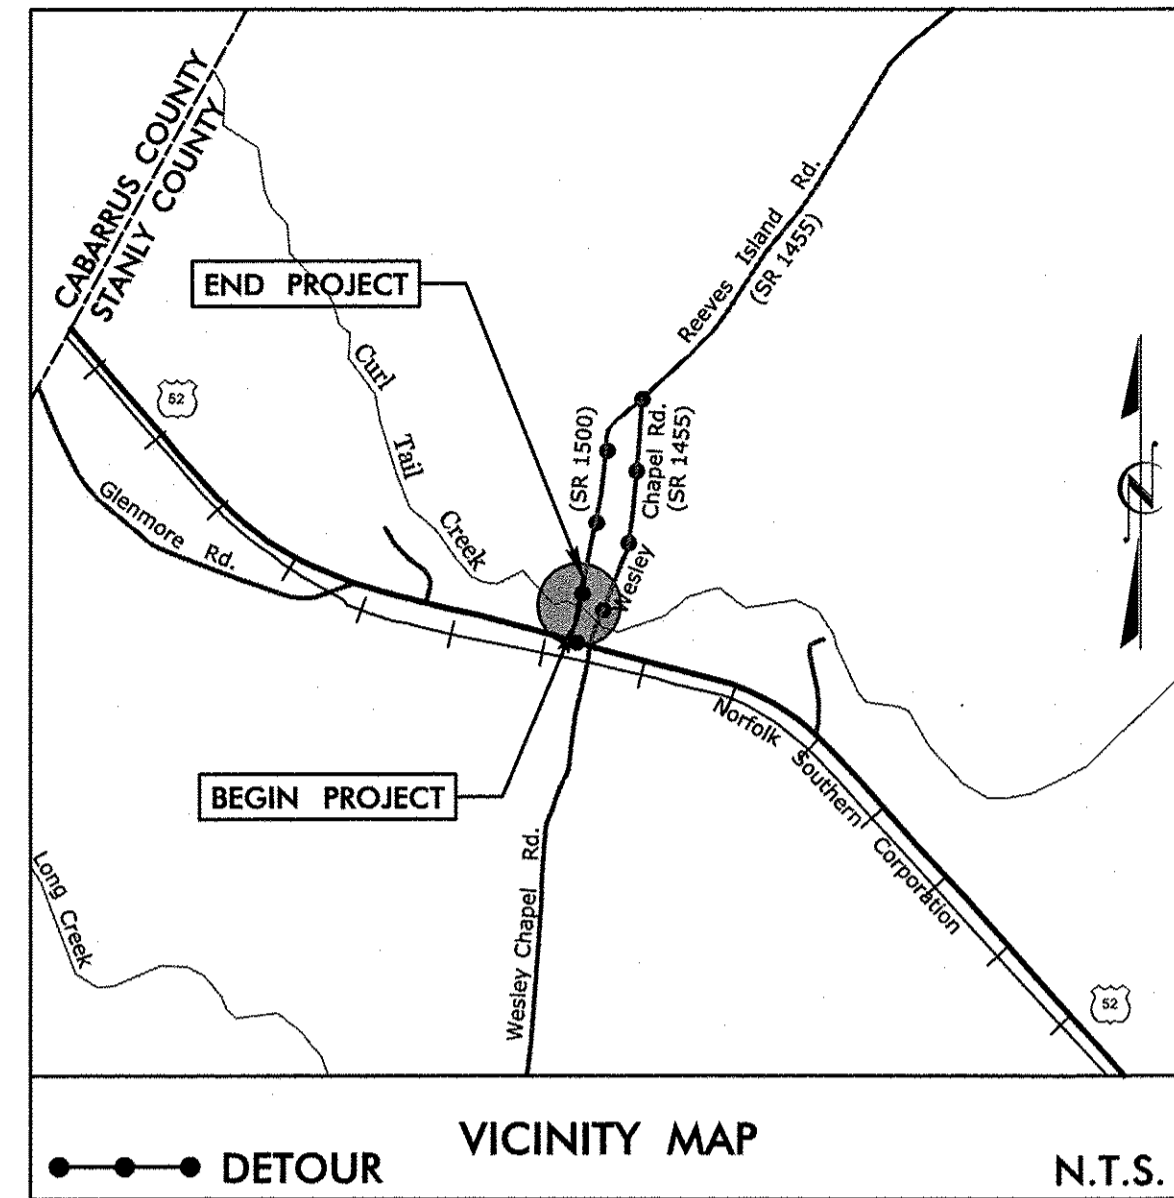 CABARRUS COUNTY
STANLY COUNTY
END PROJECT
52
Glenmore Rd.
Curl Tail Creek
Reeves Island Rd.
(SR 1455)
(SR 1500)
Wesley Chapel Rd.
(SR 1455)
N
BEGIN PROJECT
Norfolk Southern Corporation
Wesley Chapel Rd.
Long Creek
52
VICINITY MAP
DETOUR
N.T.S.